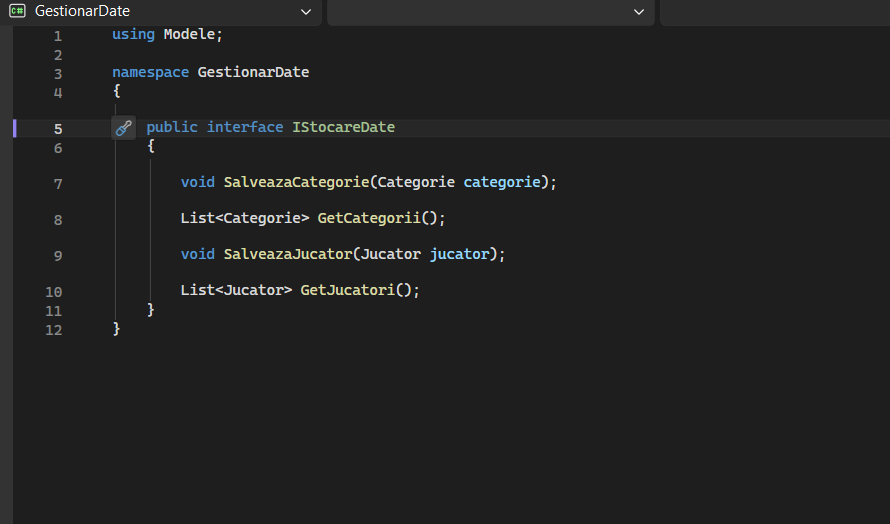 C# GestionarDate
1 using Modele;
2
3 namespace GestionarDate
4 {
5 public interface IStocareDate
6 {
7 void SalveazaCategorie(Categorie categorie);
8 List<Categorie> GetCategorii();
9 void SalveazaJucator(Jucator jucator);
10 List<Jucator> GetJucatori();
11 }
12 }